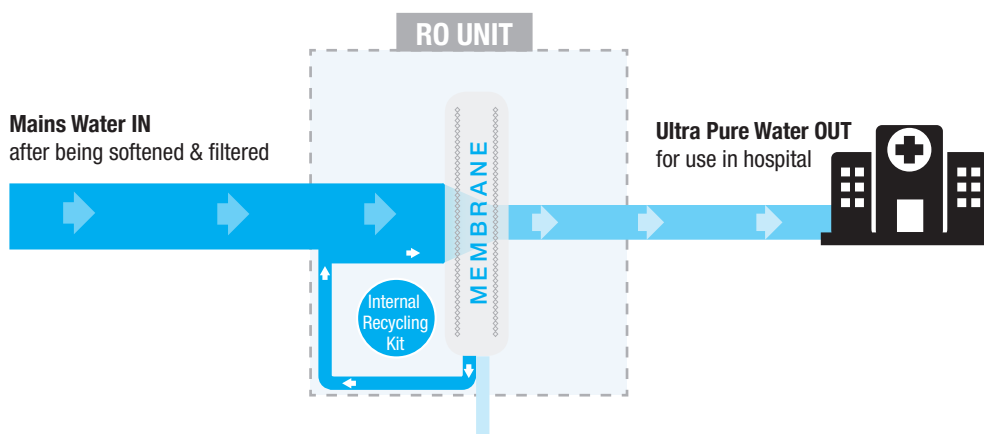 RO UNIT
Mains Water IN
after being softened & filtered
Ultra Pure Water OUT
for use in hospital
MEMBRANE
Internal
Recycling
Kit